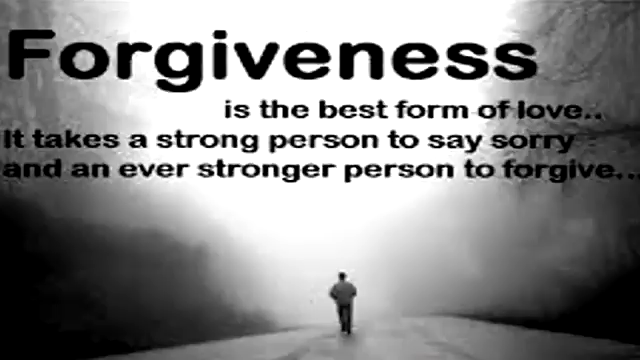 Forgiveness
is the best form of love..
It takes a strong person to say sorry
and an ever stronger person to forgive...